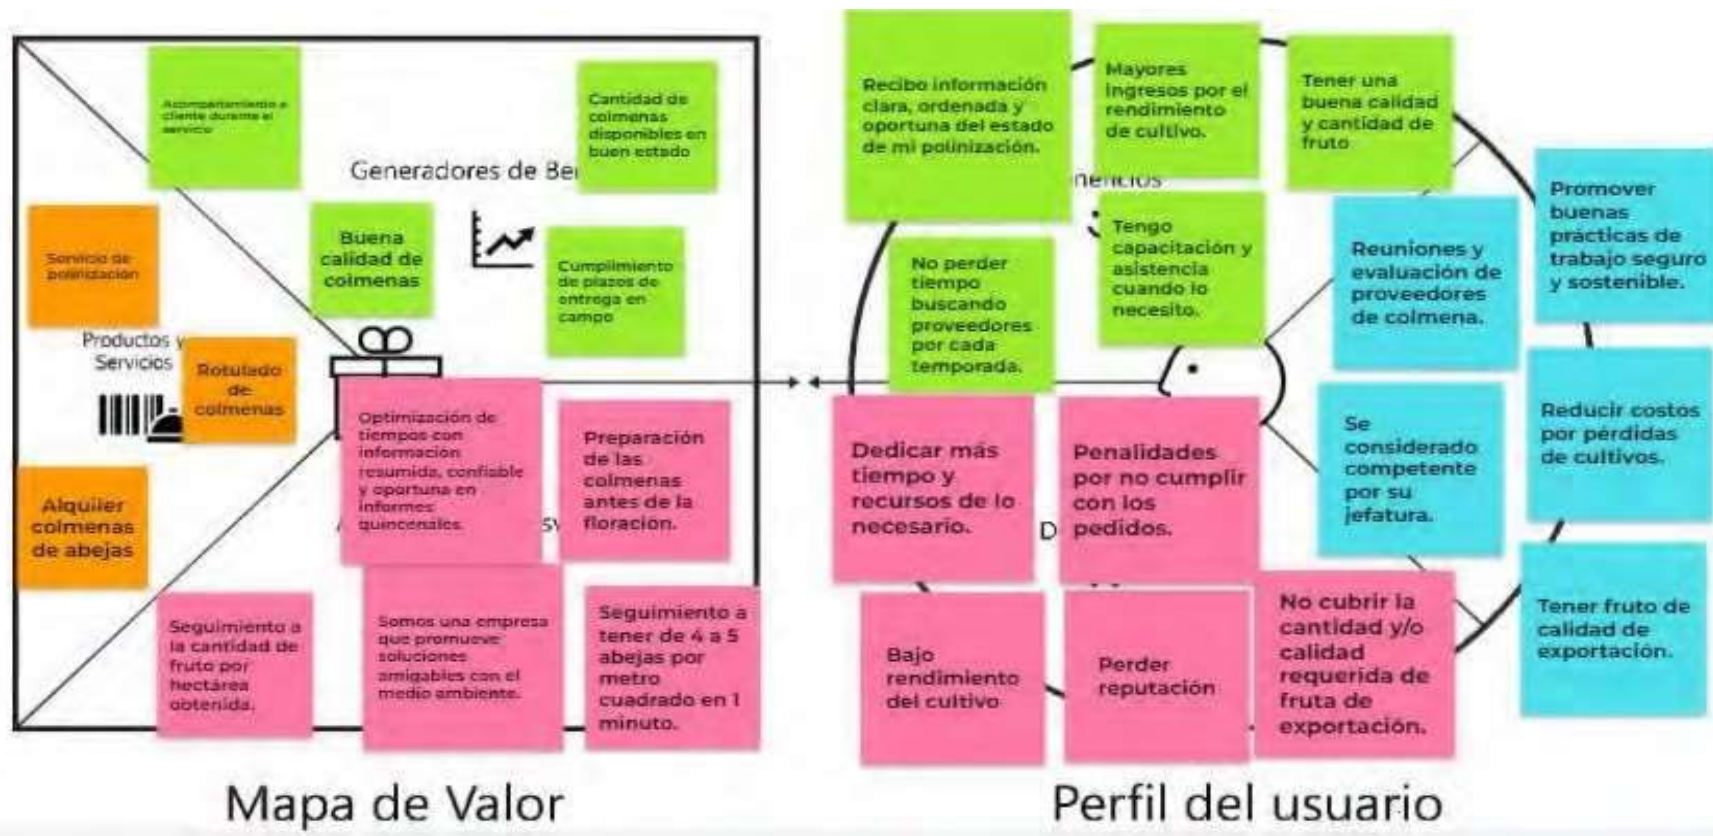 Acompañamiento a
cliente durante el
servicio
Cantidad de
colmenas
disponibles en
buen estado
Generadores de Be
Buena
calidad de
colmenas
Cumplimiento
de plazos de
entrega en
campo
Servicio de
polinización
Productos y
Servicios
Rotulado
de
colmenas
Alquiler
colmenas
de abejas
Optimización de
tiempos con
información
resumida, confiable
y oportuna en
informes
quincenales.
Preparación
de las
colmenas
antes de la
floración.
Seguimiento a
la cantidad de
fruto por
hectárea
obtenida.
Somos una empresa
que promueve
soluciones
amigables con el
medio ambiente.
Seguimiento a
tener de 4 a 5
abejas por
metro
cuadrado en 1
minuto.
Mapa de Valor
Recibo información
clara, ordenada y
oportuna del estado
de mi polinización.
Mayores
ingresos por el
rendimiento
de cultivo.
Tener una
buena calidad
y cantidad de
fruto
No perder
tiempo
buscando
proveedores
por cada
temporada.
Tengo
capacitación y
asistencia
cuando lo
necesito.
Reuniones y
evaluación de
proveedores
de colmena.
Promover
buenas
prácticas de
trabajo seguro
y sostenible.
Se
considerado
competente
por su
jefatura.
Reducir costos
por pérdidas
de cultivos.
Tener fruto de
calidad de
exportación.
Dedicar más
tiempo y
recursos de lo
necesario.
Penalidades
por no cumplir
con los
pedidos.
D
Bajo
rendimiento
del cultivo
Perder
reputación
No cubrir la
cantidad y/o
calidad
requerida de
fruta de
exportación.
Perfil del usuario